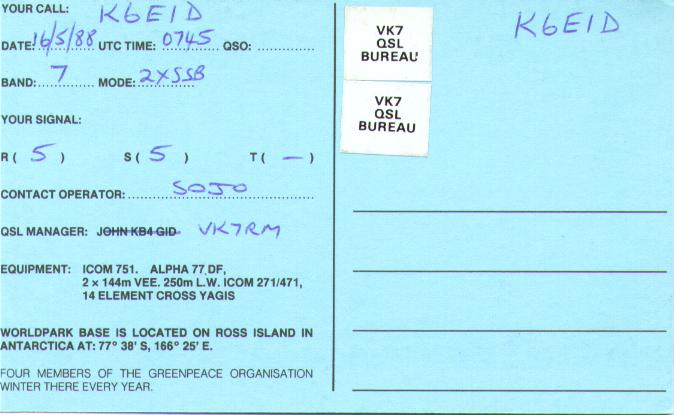 YOUR CALL: K6EID
DATE: 16/5/88 UTC TIME: 0745 QSO:
BAND: 7 MODE: 2XSSB
YOUR SIGNAL:
R ( 5 ) S ( 5 ) T ( — )
CONTACT OPERATOR: SOJO
QSL MANAGER: JOHN KB4 GID VK7RM
EQUIPMENT: ICOM 751. ALPHA 77 DF,
2 x 144m VEE. 250m L.W. ICOM 271/471,
14 ELEMENT CROSS YAGIS
WORLDPARK BASE IS LOCATED ON ROSS ISLAND IN
ANTARCTICA AT: 77° 38' S, 166° 25' E.
FOUR MEMBERS OF THE GREENPEACE ORGANISATION
WINTER THERE EVERY YEAR.
VK7
QSL
BUREAU
VK7
QSL
BUREAU
K6EID